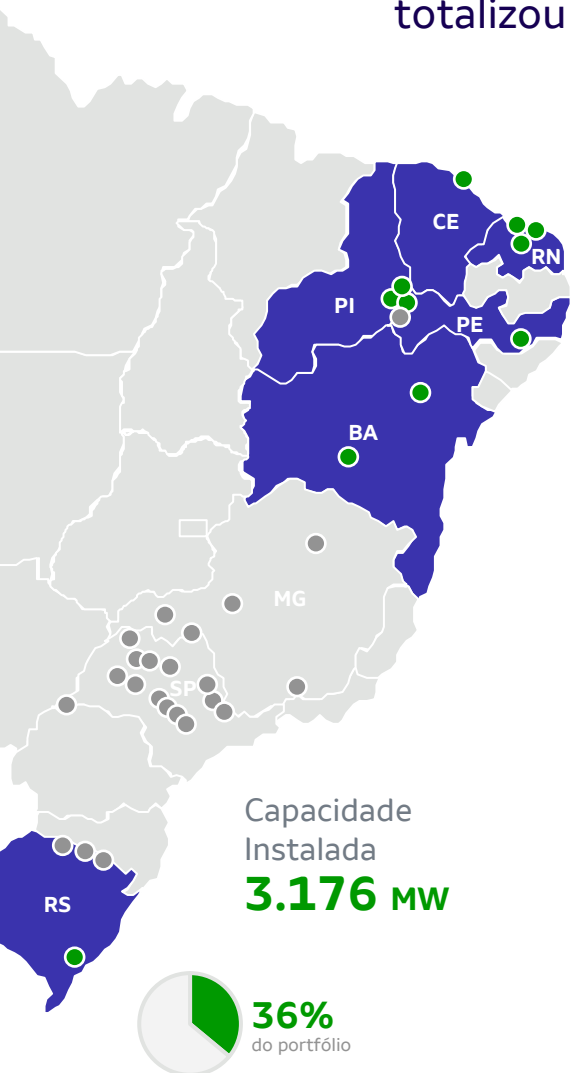 totalizou
CE
RN
PI
PE
BA
MG
SP
Capacidade
Instalada
3.176 MW
RS
36%
do portfólio